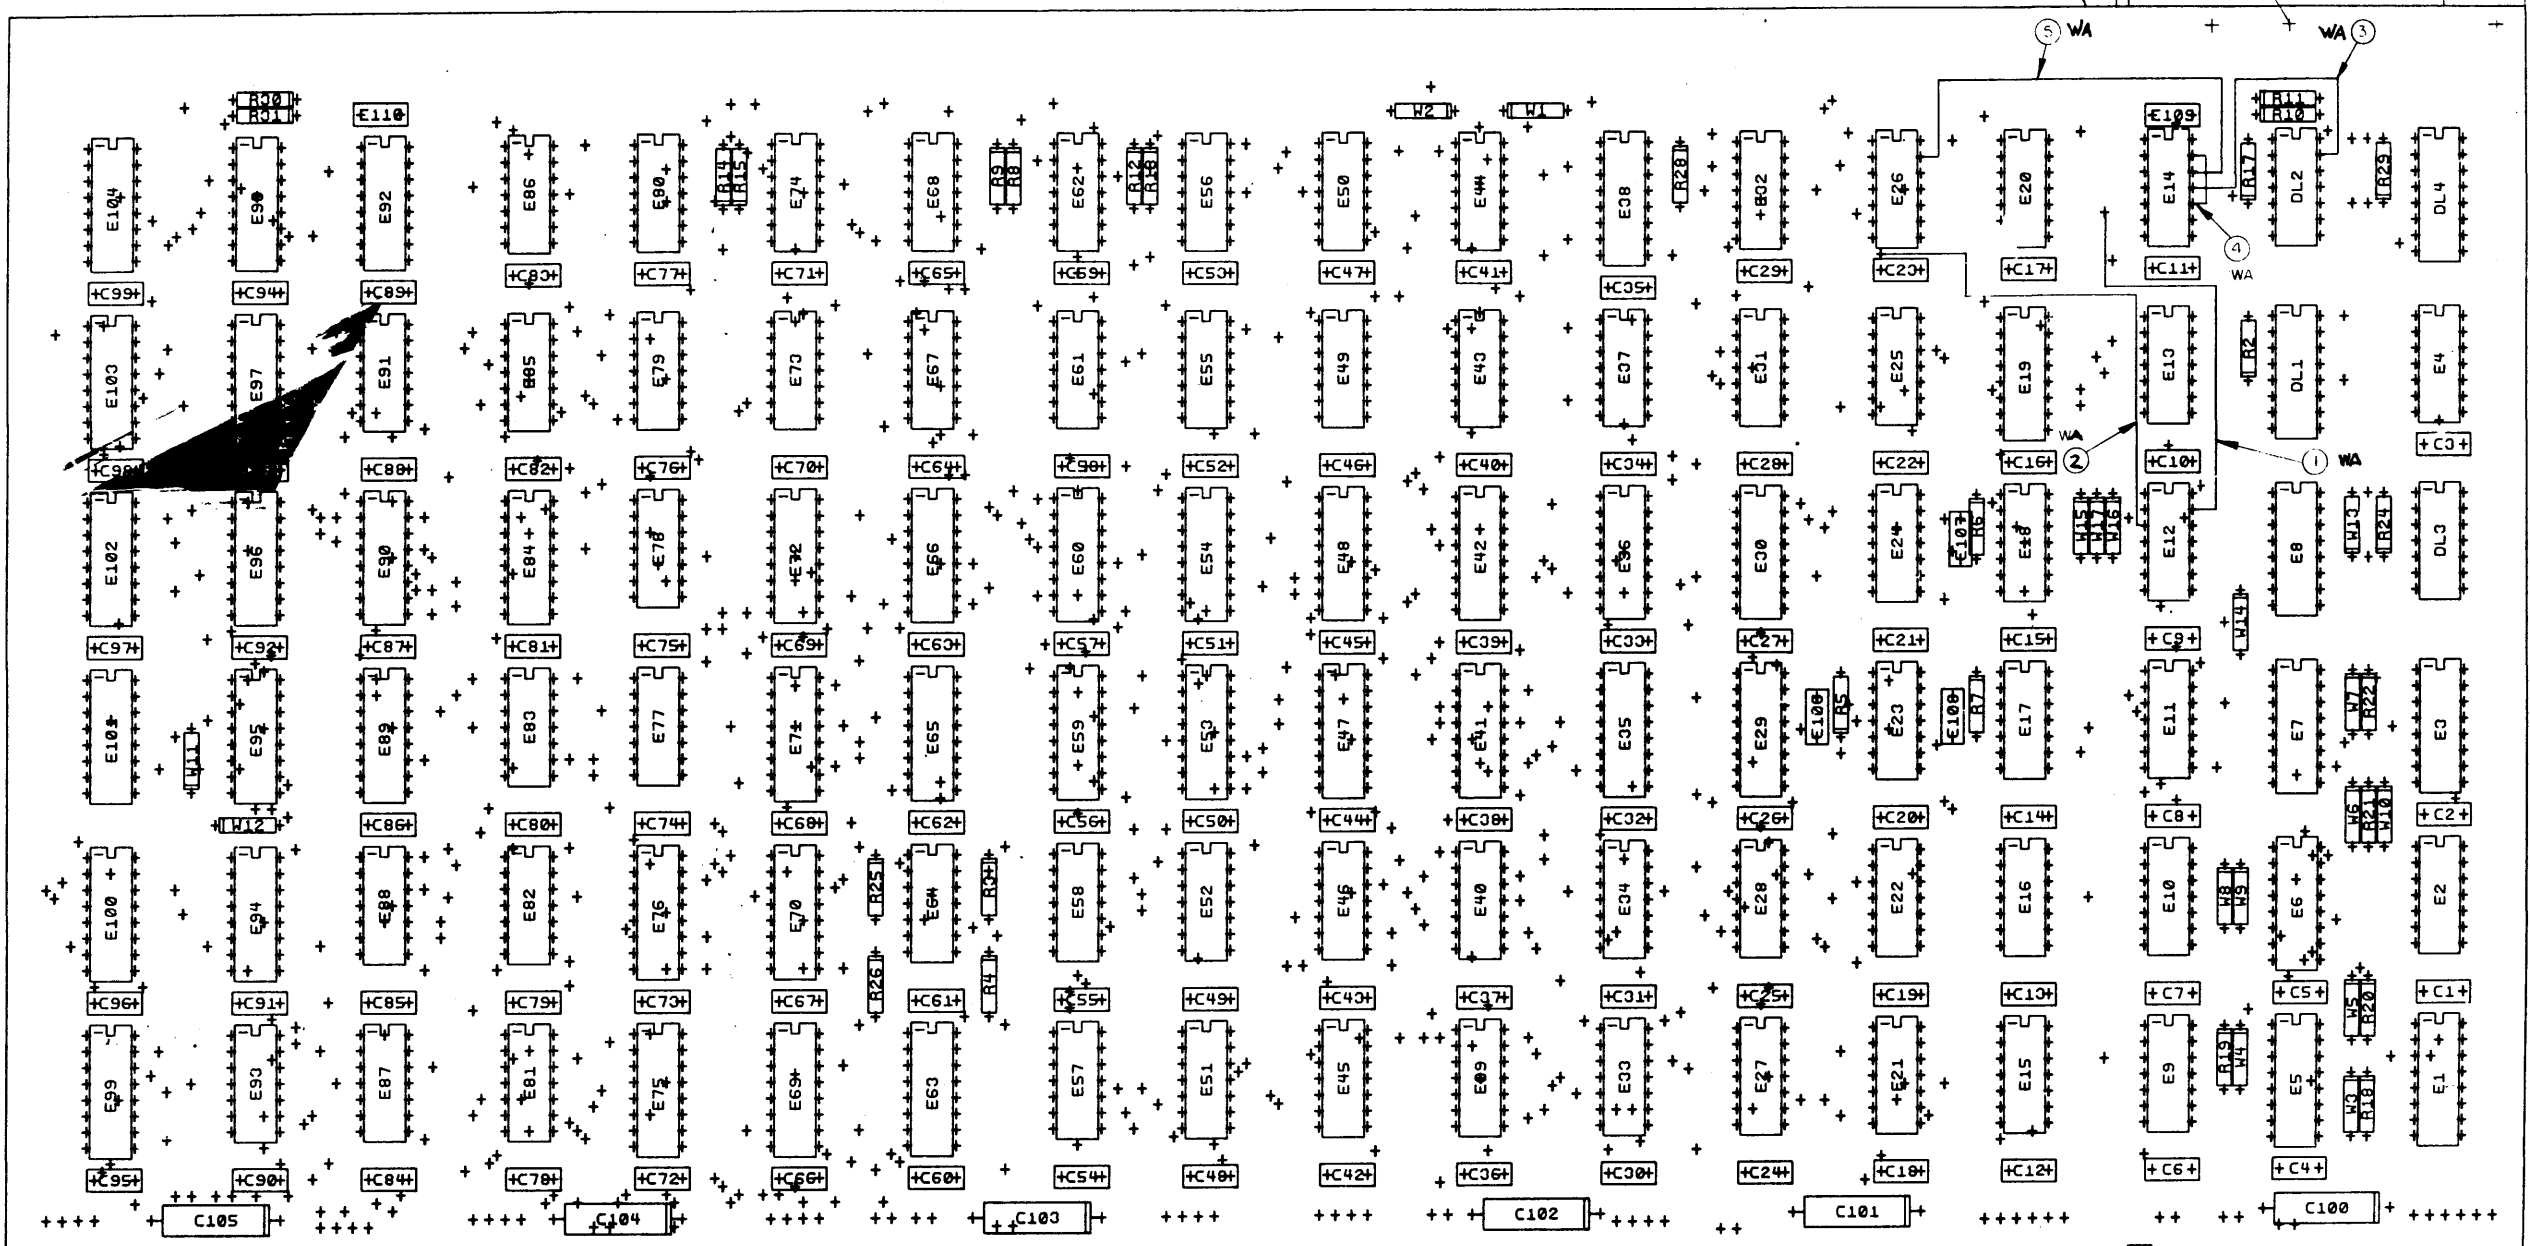 5 WA WA 3
R30 W2 W1 R11
R31 E110 E109 R10
E104 E98 E92 E86 E80 R14 R15 E74 E68 R9 R8 E62 R12 R16 E56 E50 E44 E38 R28 E32 E26 E20 E14 R17 DL2 R29 DL4
4
WA
C99 C94 C89 C83 C77 C71 C65 C59 C53 C47 C41 C35 C29 C23 C17 C11
E103 E97 E91 E85 E79 E73 E67 E61 E55 E49 E43 E37 E31 E25 E19 E13 R2 DL1 E4
WA
2 1 WA
C98 C88 C82 C76 C70 C64 C58 C52 C46 C40 C34 C28 C22 C16 C10 C3
E102 E96 E90 E84 E78 E72 E66 E60 E54 E48 E42 E36 E30 E24 E107 R6 E18 W15 W17 W16 E12 E8 W13 R24 DL3
W14
C97 C92 C87 C81 C75 C69 C63 C57 C51 C45 C39 C33 C27 C21 C15 C9
E101 W11 E95 E89 E83 E77 E71 E65 E59 E53 E47 E41 E35 E29 E106 R5 E23 E108 R7 E17 E11 E7 W7 R22 E3
W12 C86 C80 C74 C68 C62 C56 C50 C44 C38 C32 C26 C20 C14 C8 W6 R21 W10 C2
E100 E94 E88 E82 E76 E70 R25 E64 R3 E58 E52 E46 E40 E34 E28 E22 E16 E10 W8 W9 E6 E2
R26 R4
C96 C91 C85 C79 C73 C67 C61 C55 C49 C43 C37 C31 C25 C19 C13 C7 C5 W5 R20 C1
E99 E93 E87 E81 E75 E69 E63 E57 E51 E45 E39 E33 E27 E21 E15 E9 R19 W4 E5 W3 R18 E1
C95 C90 C84 C78 C72 C66 C60 C54 C48 C42 C36 C30 C24 C18 C12 C6 C4
C105 C104 C103 C102 C101 C100